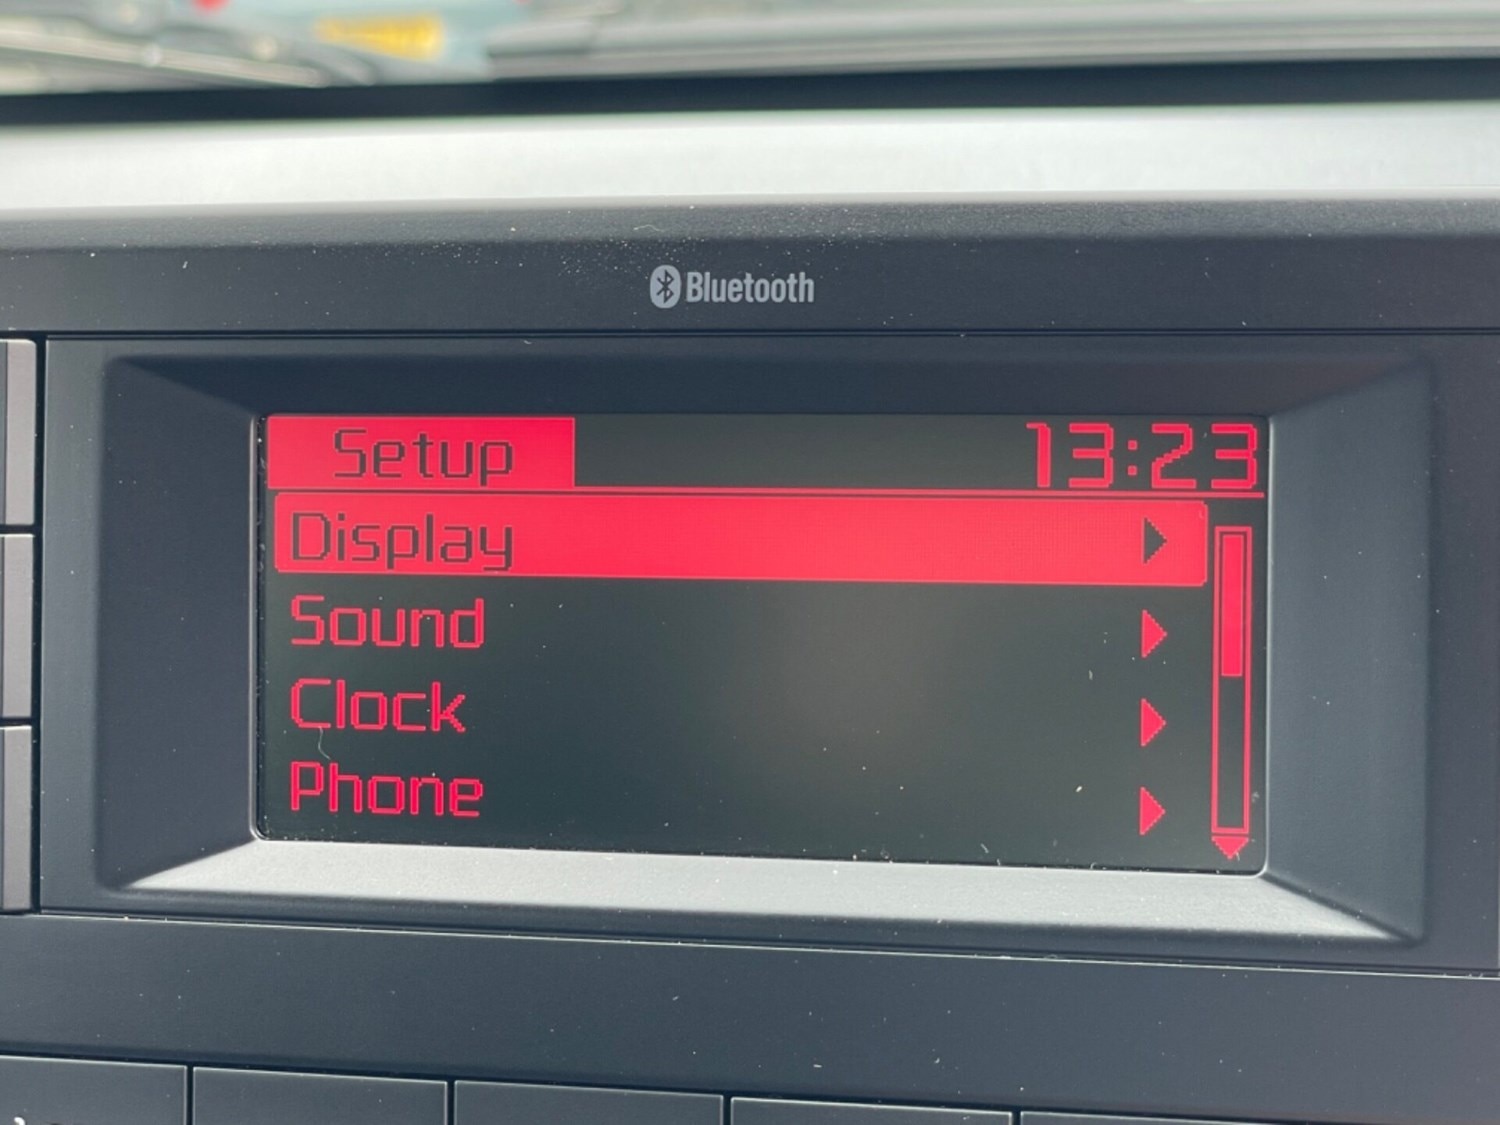 Bluetooth
Setup 13:23
Display
Sound
Clock
Phone